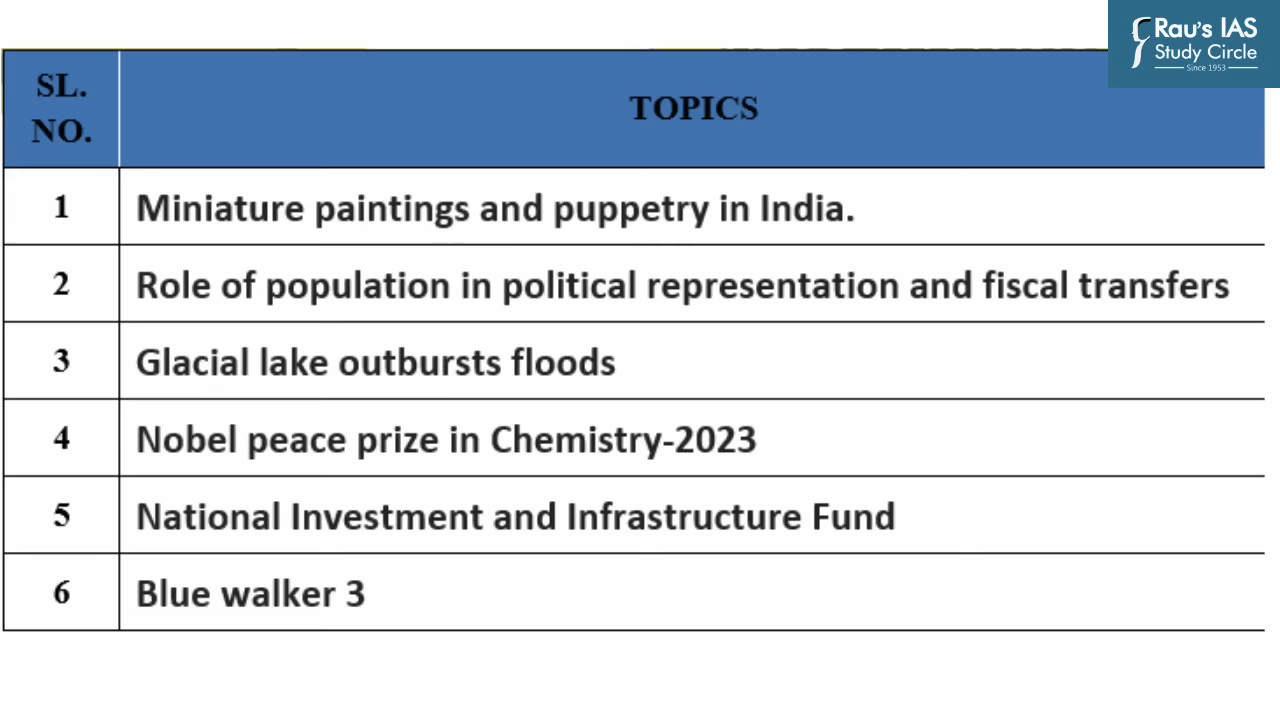 Rau's IAS
Study Circle
Since 1953
SL.
NO.
TOPICS
1 Miniature paintings and puppetry in India.
2 Role of population in political representation and fiscal transfers
3 Glacial lake outbursts floods
4 Nobel peace prize in Chemistry-2023
5 National Investment and Infrastructure Fund
6 Blue walker 3